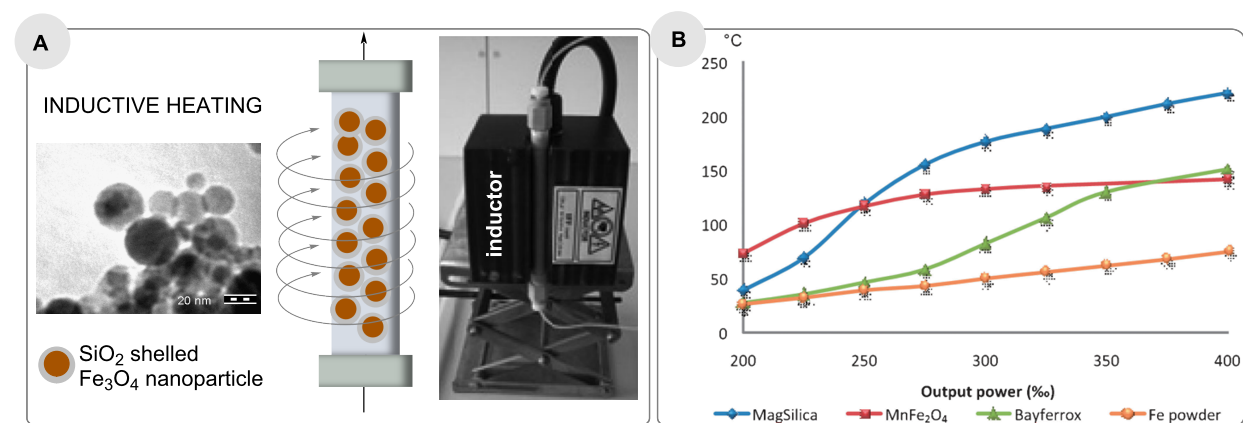 A
INDUCTIVE HEATING
20 nm
SiO₂ shelled
Fe₃O₄ nanoparticle
inductor
B
°C
250
200
150
100
50
0
200 250 300 350 400
Output power (‰)
MagSilica MnFe₂O₄ Bayferrox Fe powder